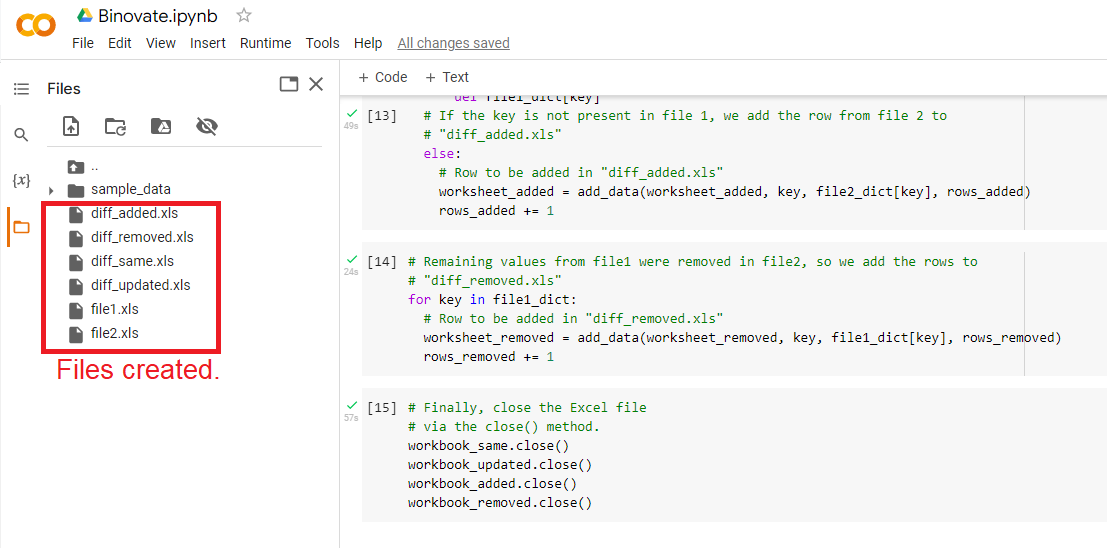 Binovate.ipynb
File Edit View Insert Runtime Tools Help All changes saved
Files
+ Code + Text
{x}
..
sample_data
diff_added.xls
diff_removed.xls
diff_same.xls
diff_updated.xls
file1.xls
file2.xls
Files created.
del file1_dict[key]
[13] # If the key is not present in file 1, we add the row from file 2 to
49s
# "diff_added.xls"
else:
# Row to be added in "diff_added.xls"
worksheet_added = add_data(worksheet_added, key, file2_dict[key], rows_added)
rows_added += 1
[14] # Remaining values from file1 were removed in file2, so we add the rows to
24s
# "diff_removed.xls"
for key in file1_dict:
# Row to be added in "diff_removed.xls"
worksheet_removed = add_data(worksheet_removed, key, file1_dict[key], rows_removed)
rows_removed += 1
[15] # Finally, close the Excel file
57s
# via the close() method.
workbook_same.close()
workbook_updated.close()
workbook_added.close()
workbook_removed.close()